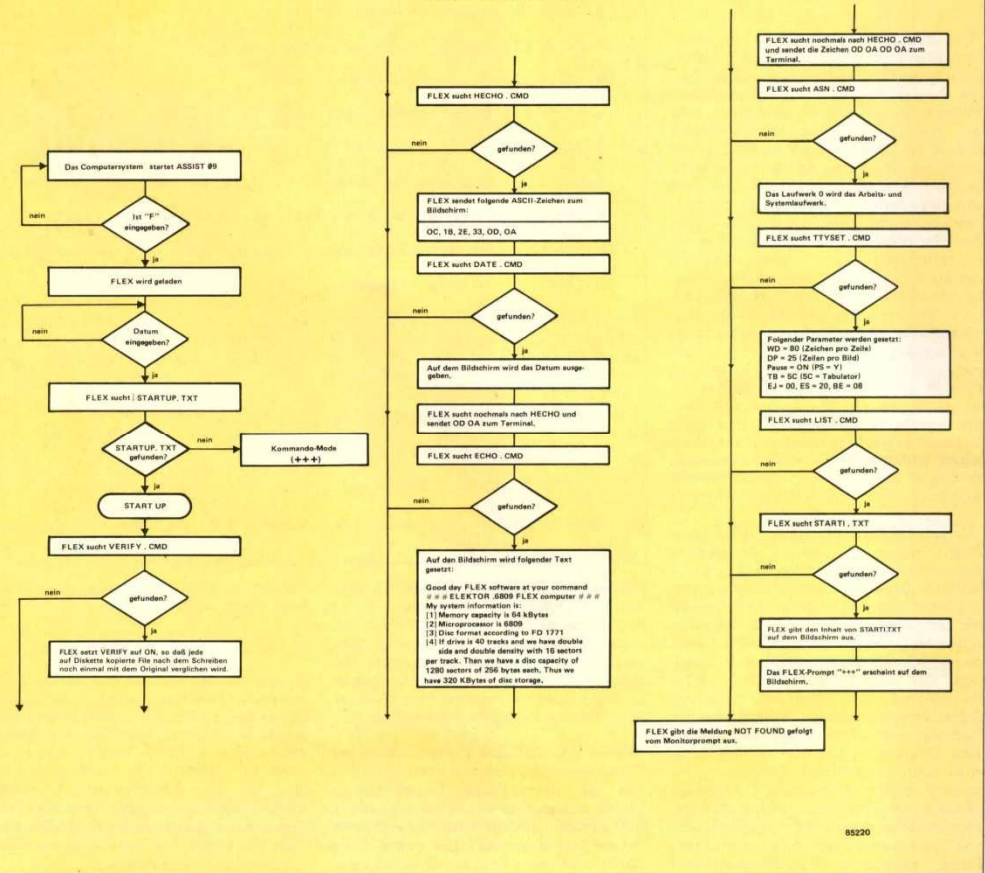 Das Computersystem startet ASSIST 09
Ist "F"
eingegeben?
nein
ja
FLEX wird geladen
nein
Datum
eingegeben?
ja
FLEX sucht STARTUP. TXT
STARTUP. TXT
gefunden?
nein
Kommando-Mode
(+++)
ja
START UP
FLEX sucht VERIFY . CMD
nein
gefunden?
ja
FLEX setzt VERIFY auf ON, so daß jede
auf Diskette kopierte File nach dem Schreiben
noch einmal mit dem Original verglichen wird.
FLEX sucht HECHO . CMD
nein
gefunden?
ja
FLEX sendet folgende ASCII-Zeichen zum
Bildschirm:
OC, 1B, 2E, 33, OD, OA
FLEX sucht DATE . CMD
nein
gefunden?
ja
Auf dem Bildschirm wird das Datum ausge-
geben.
FLEX sucht nochmals nach HECHO und
sendet OD OA zum Terminal.
FLEX sucht ECHO . CMD
nein
gefunden?
ja
Auf den Bildschirm wird folgender Text
gesetzt:
Good day FLEX software at your command
# # # ELEKTOR .6809 FLEX computer # # #
My system information is:
[1] Memory capacity is 64 kBytes
[2] Microprocessor is 6809
[3] Disc format according to FD 1771
[4] If drive is 40 tracks and we have double
side and double density with 16 sectors
per track. Then we have a disc capacity of
1280 sectors of 256 bytes each. Thus we
have 320 KBytes of disc storage.
FLEX sucht nochmals nach HECHO . CMD
und sendet die Zeichen OD OA OD OA zum
Terminal.
FLEX sucht ASN . CMD
nein
gefunden?
ja
Das Laufwerk 0 wird das Arbeits- und
Systemlaufwerk.
FLEX sucht TTYSET . CMD
nein
gefunden?
ja
Folgender Parameter werden gesetzt:
WD = 80 (Zeichen pro Zeile)
DP = 25 (Zeilen pro Bild)
Pause = ON (PS = Y)
TB = 5C (5C = Tabulator)
EJ = 00, ES = 20, BE = 08
FLEX sucht LIST . CMD
nein
gefunden?
ja
FLEX sucht STARTI . TXT
nein
gefunden?
ja
FLEX gibt den Inhalt von STARTI.TXT
auf dem Bildschirm aus.
Das FLEX-Prompt "+++" erscheint auf dem
Bildschirm.
FLEX gibt die Meldung NOT FOUND gefolgt
vom Monitorprompt aus.
85220